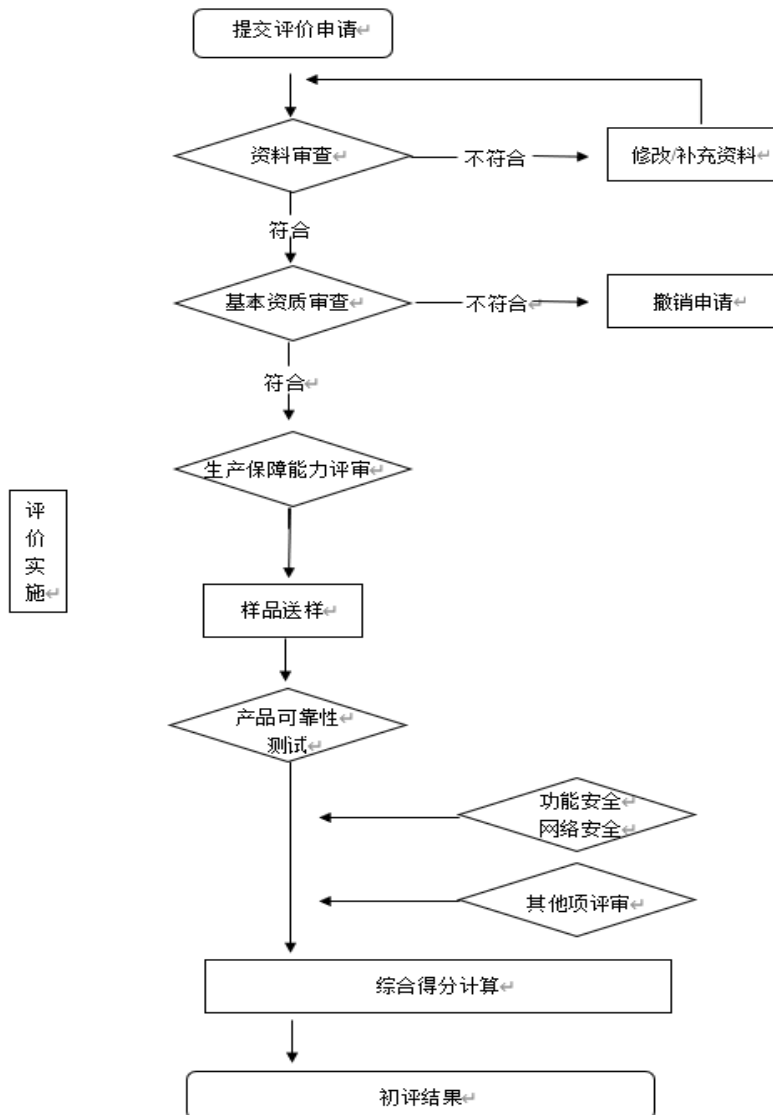 提交评价申请↵
资料审查↵
不符合
修改/补充资料↵
符合
基本资质审查↵
不符合↵
撤销申请↵
符合↵
生产保障能力评审↵
评
价
实
施↵
样品送样↵
产品可靠性↵
测试↵
功能安全↵
网络安全↵
其他项评审↵
综合得分计算↵
初评结果↵